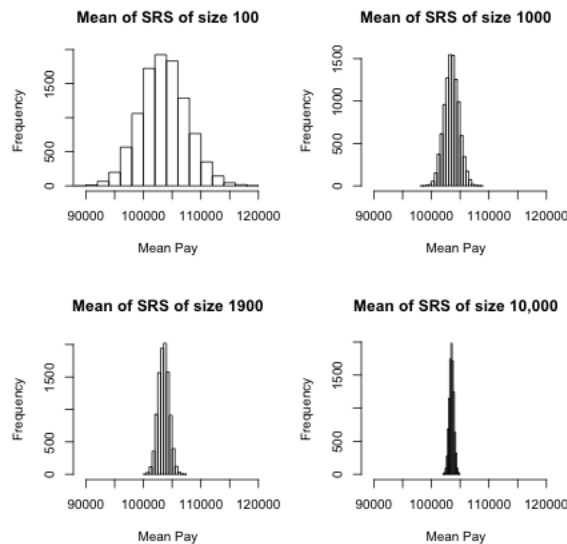 Mean of SRS of size 100
Frequency
0 500 1500
90000 100000 110000 120000
Mean Pay
Mean of SRS of size 1000
Frequency
0 500 1000 1500
90000 100000 110000 120000
Mean Pay
Mean of SRS of size 1900
Frequency
0 500 1500
90000 100000 110000 120000
Mean Pay
Mean of SRS of size 10,000
Frequency
0 500 1500
90000 100000 110000 120000
Mean Pay